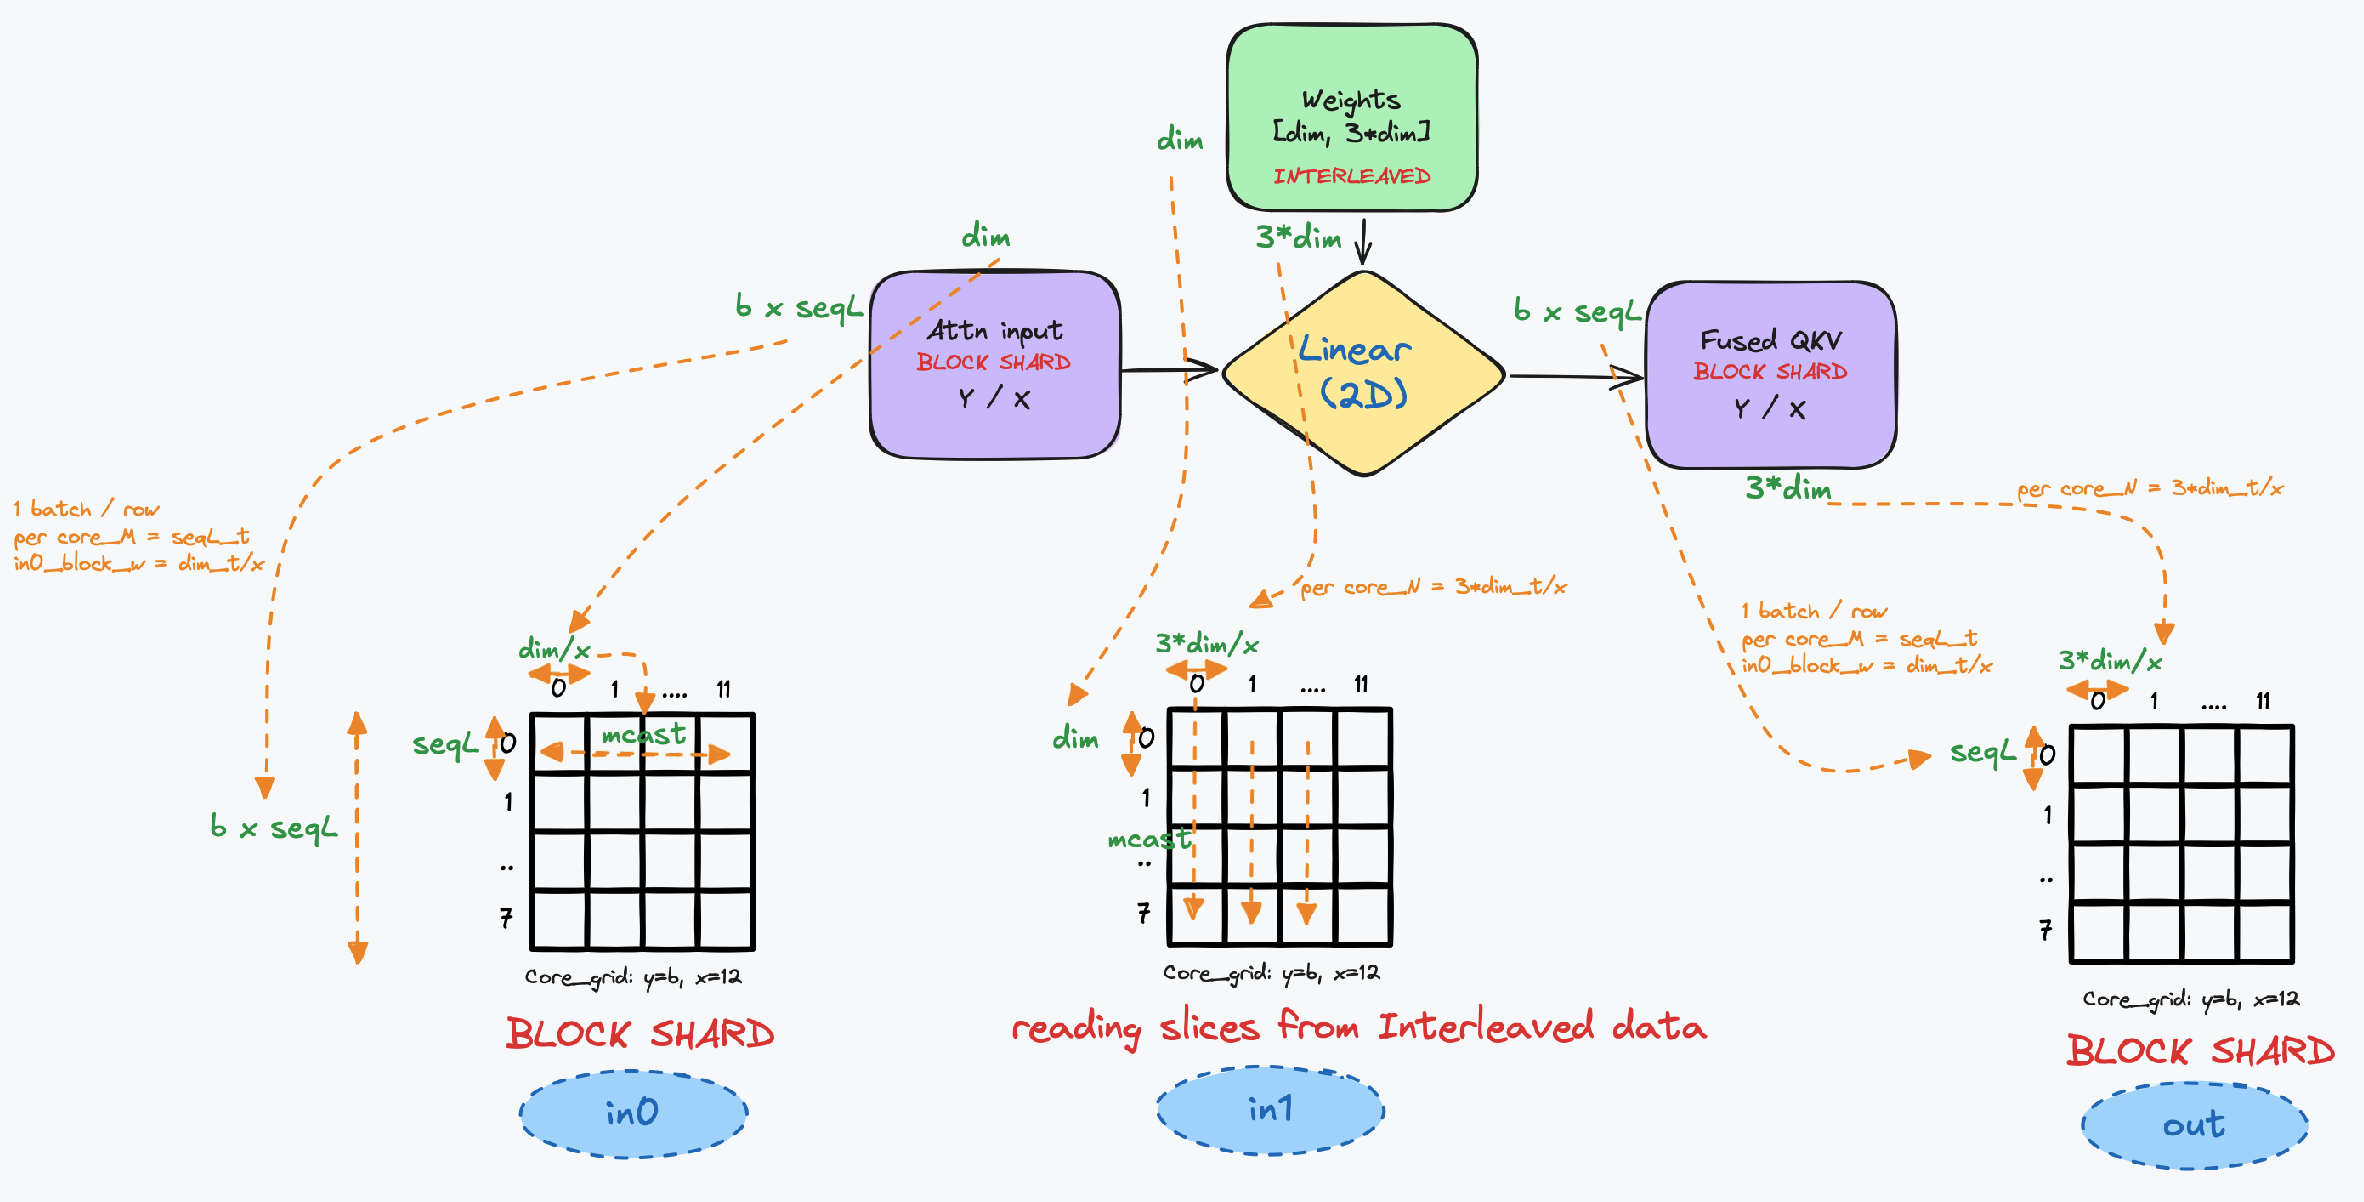 Weights
[dim, 3*dim]
INTERLEAVED
dim
dim
3*dim
b x seqL
Attn input
BLOCK SHARD
Y / X
Linear
(2D)
b x seqL
Fused QKV
BLOCK SHARD
Y / X
3*dim
per core_N = 3*dim_t/x
1 batch / row
per core_M = seqL_t
in0_block_w = dim_t/x
per core_N = 3*dim_t/x
1 batch / row
per core_M = seqL_t
in0_block_w = dim_t/x
dim/x
0 1 .... 11
seqL
0
mcast
1
b x seqL
..
7
Core_grid: y=b, x=12
BLOCK SHARD
in0
3*dim/x
0 1 .... 11
dim
0
1
mcast
..
7
Core_grid: y=b, x=12
reading slices from Interleaved data
in1
3*dim/x
0 1 .... 11
seqL
0
1
..
7
Core_grid: y=b, x=12
BLOCK SHARD
out